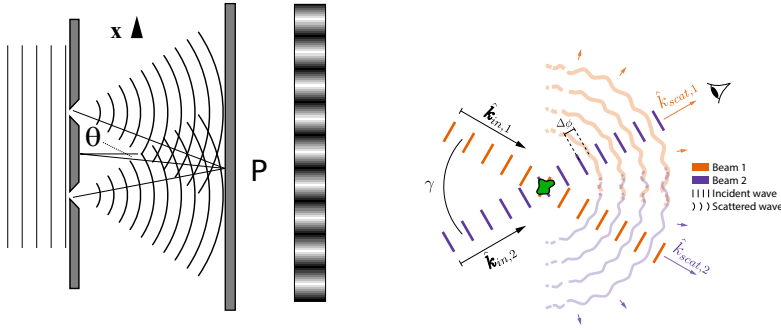 x
θ
P
k̂in,1
k̂scat,1
Δϕ
γ
Beam 1
Beam 2
Incident wave
Scattered wave
k̂in,2
k̂scat,2